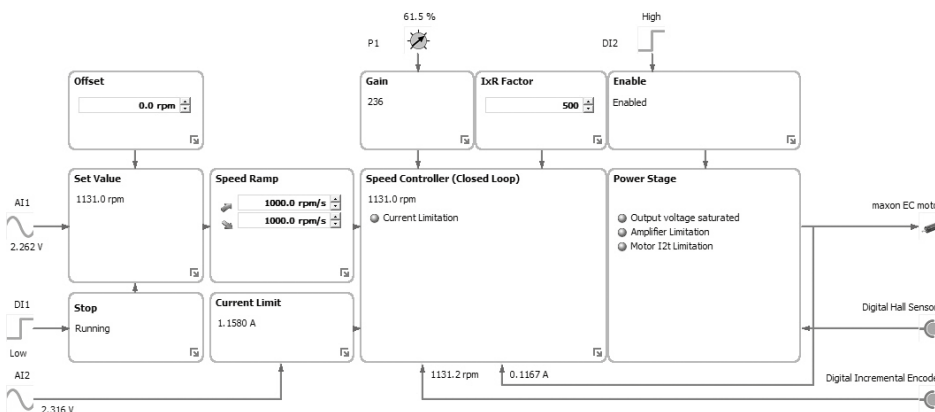 61.5 %
High
P1
DI2
Offset
0.0 rpm
Gain
236
IxR Factor
500
Enable
Enabled
Set Value
1131.0 rpm
Speed Ramp
1000.0 rpm/s
1000.0 rpm/s
Speed Controller (Closed Loop)
1131.0 rpm
Current Limitation
Power Stage
Output voltage saturated
Amplifier Limitation
Motor I2t Limitation
AI1
2.262 V
maxon EC moto
DI1
Low
Stop
Running
Current Limit
1.1580 A
Digital Hall Senso
AI2
2.316 V
1131.2 rpm
0.1167 A
Digital Incremental Encode